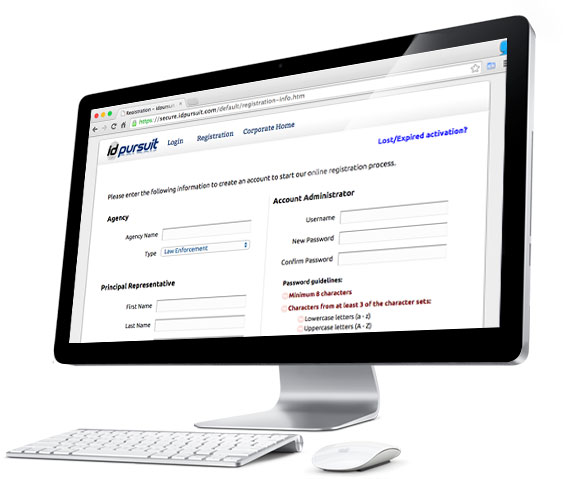 Registration - idpursuit
https://secure.idpursuit.com/default/registration-info.htm
id pursuit Login Registration Corporate Home
Lost/Expired activation?
Please enter the following information to create an account to start our online registration process.
Agency
Agency Name
Type Law Enforcement
Principal Representative
First Name
Last Name
Account Administrator
Username
New Password
Confirm Password
Password guidelines:
Minimum 8 characters
Characters from at least 3 of the character sets:
Lowercase letters (a - z)
Uppercase letters (A - Z)